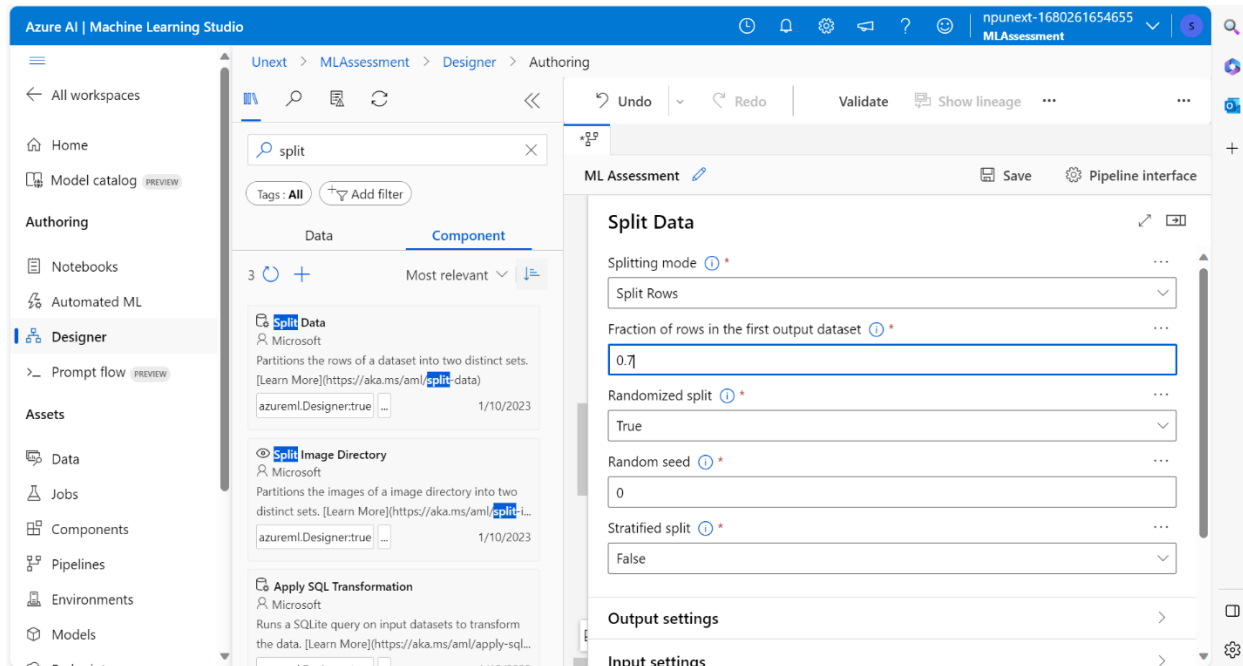 Azure AI | Machine Learning Studio
npunext-1680261654655
MLAssessment
S
All workspaces
Home
Model catalog PREVIEW
Authoring
Notebooks
Automated ML
Designer
Prompt flow PREVIEW
Assets
Data
Jobs
Components
Pipelines
Environments
Models
Unext > MLAssessment > Designer > Authoring
split
Tags : All
Add filter
Data
Component
3
Most relevant
Split Data
Microsoft
Partitions the rows of a dataset into two distinct sets.
[Learn More](https://aka.ms/aml/split-data)
azureml.Designer:true ...
1/10/2023
Split Image Directory
Microsoft
Partitions the images of a image directory into two
distinct sets. [Learn More](https://aka.ms/aml/split-i...
azureml.Designer:true ...
1/10/2023
Apply SQL Transformation
Microsoft
Runs a SQLite query on input datasets to transform
the data. [Learn More](https://aka.ms/aml/apply-sql...
Undo
Redo
Validate
Show lineage
ML Assessment
Save
Pipeline interface
Split Data
Splitting mode *
Split Rows
Fraction of rows in the first output dataset *
0.7
Randomized split *
True
Random seed *
0
Stratified split *
False
Output settings
Input settings